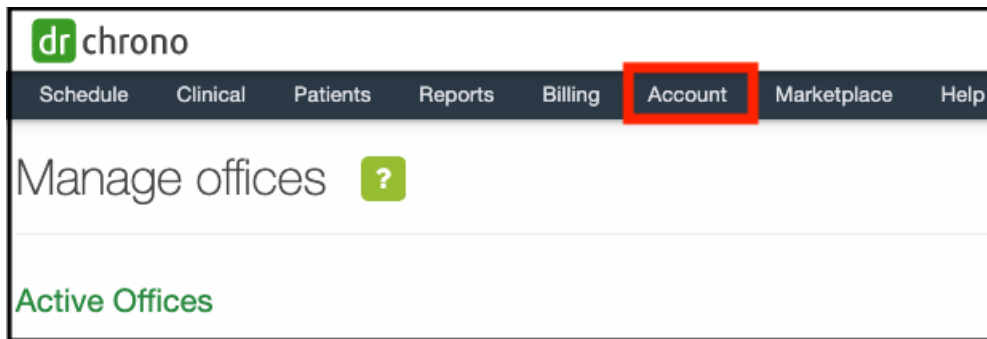 dr chrono
Schedule Clinical Patients Reports Billing Account Marketplace Help
Manage offices ?
Active Offices